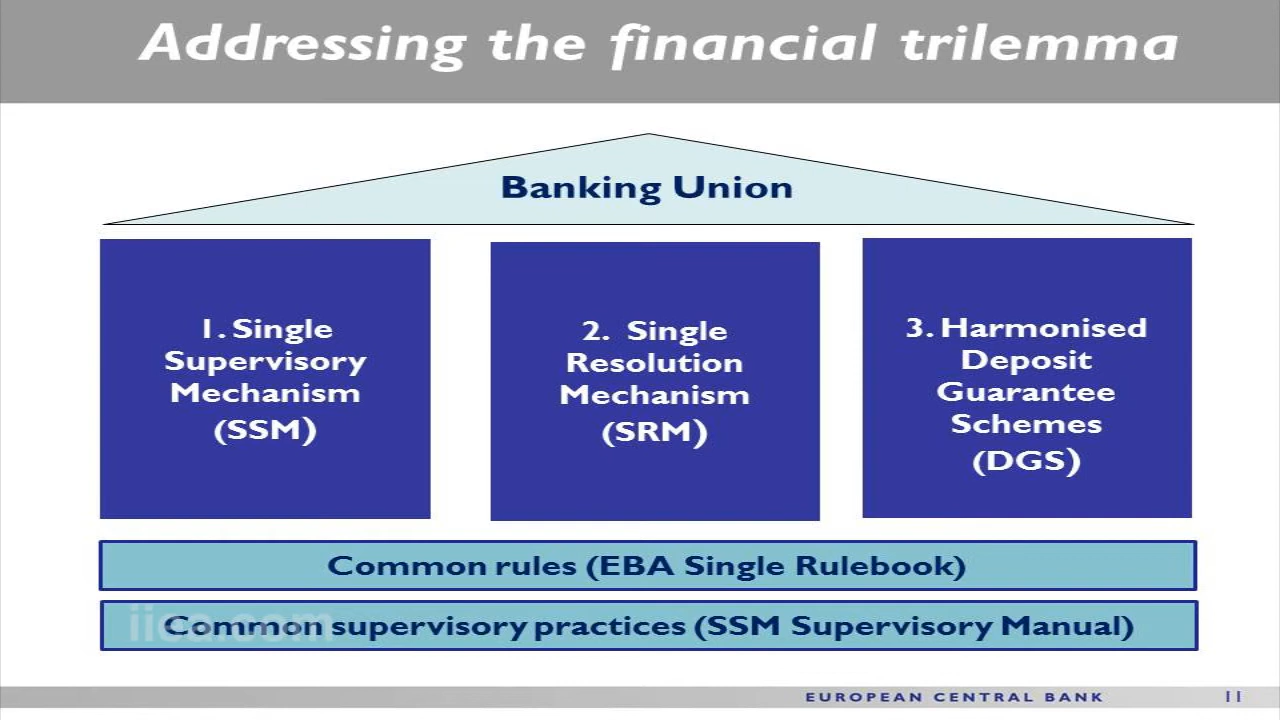 Addressing the financial trilemma
Banking Union
1. Single
Supervisory
Mechanism
(SSM)
2. Single
Resolution
Mechanism
(SRM)
3. Harmonised
Deposit
Guarantee
Schemes
(DGS)
Common rules (EBA Single Rulebook)
Common supervisory practices (SSM Supervisory Manual)
EUROPEAN CENTRAL BANK
11